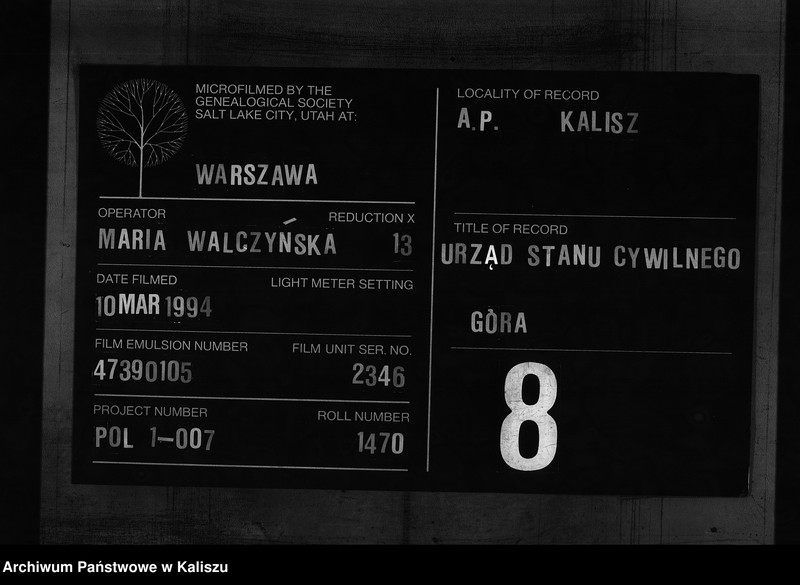 MICROFILMED BY THE
GENEALOGICAL SOCIETY
SALT LAKE CITY, UTAH AT:
WARSZAWA
OPERATOR REDUCTION X
MARIA WALCZYŃSKA 13
DATE FILMED LIGHT METER SETTING
10 MAR 1994
FILM EMULSION NUMBER FILM UNIT SER. NO.
47390105 2346
PROJECT NUMBER ROLL NUMBER
POL 1-007 1470
LOCALITY OF RECORD
A.P. KALISZ
TITLE OF RECORD
URZĄD STANU CYWILNEGO
GÓRA
8
Archiwum Państwowe w Kaliszu